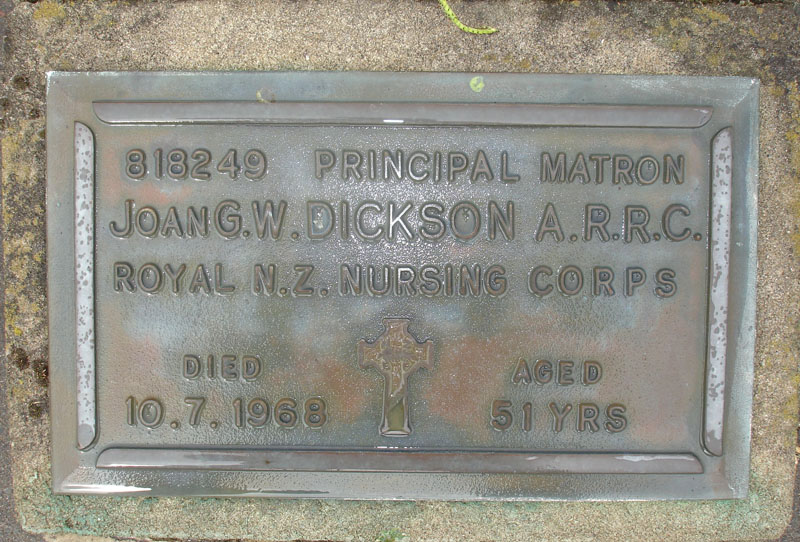 818249 PRINCIPAL MATRON
JOAN G.W. DICKSON A.R.R.C.
ROYAL N.Z. NURSING CORPS
DIED AGED
10.7.1968 51 YRS